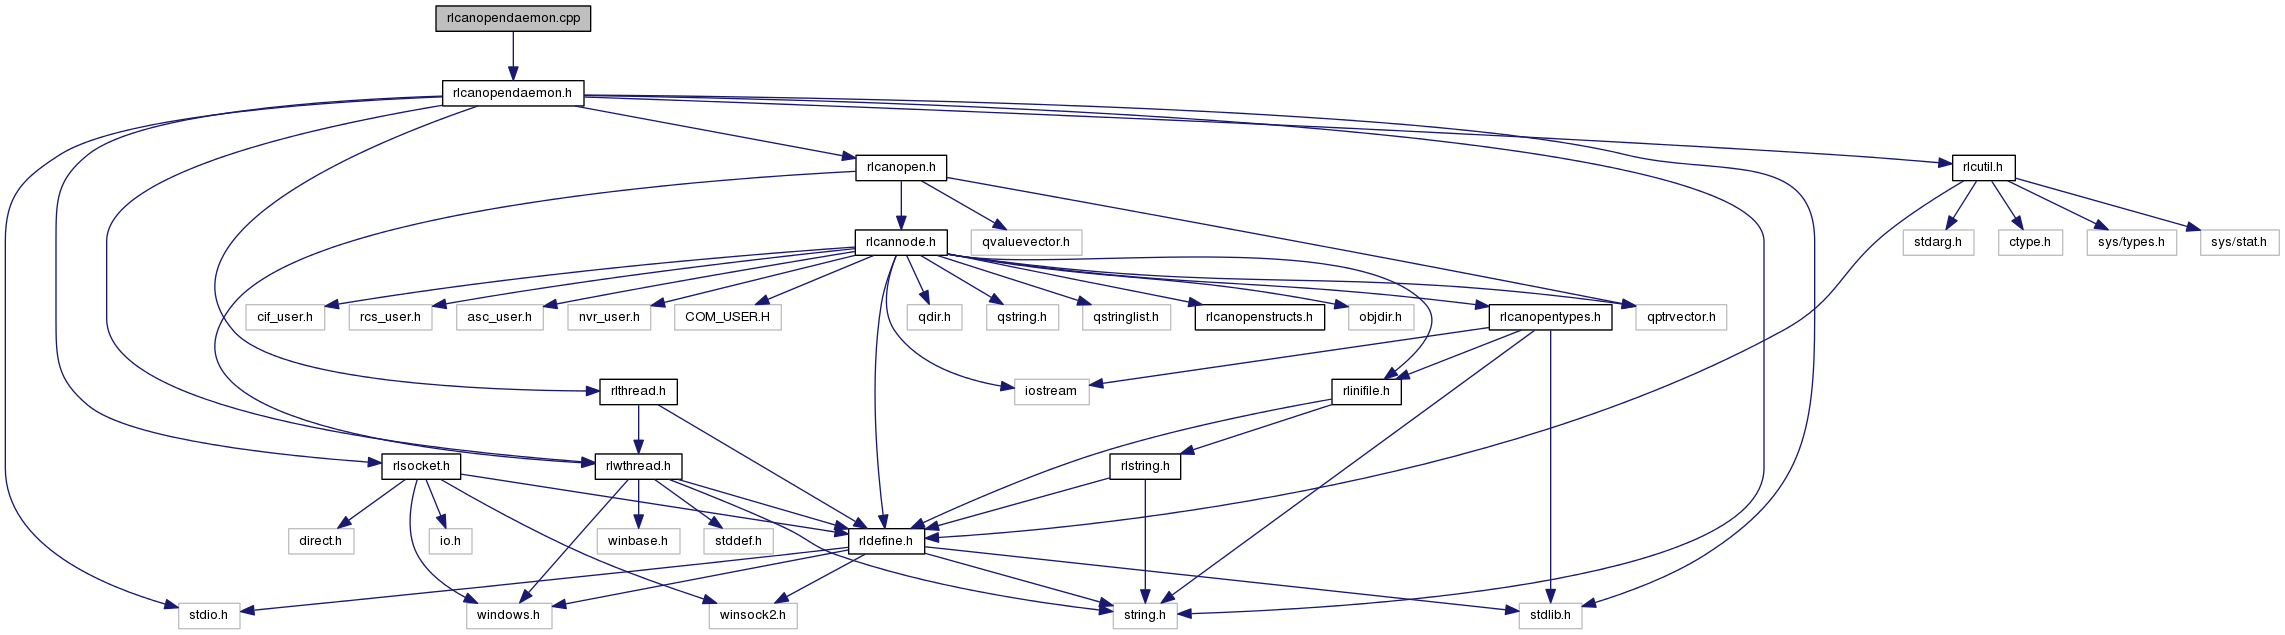 rlcanopendaemon.cpp
rlcanopendaemon.h
rlcanopen.h
rlcutil.h
rlcannode.h
qvaluevector.h
stdarg.h
ctype.h
sys/types.h
sys/stat.h
cif_user.h
rcs_user.h
asc_user.h
nvr_user.h
COM_USER.H
qdir.h
qstring.h
qstringlist.h
rlcanopenstructs.h
objdir.h
rlcanopentypes.h
qptrvector.h
rlthread.h
iostream
rlinifile.h
rlsocket.h
rlwthread.h
rlstring.h
direct.h
io.h
winbase.h
stddef.h
rldefine.h
stdio.h
windows.h
winsock2.h
string.h
stdlib.h